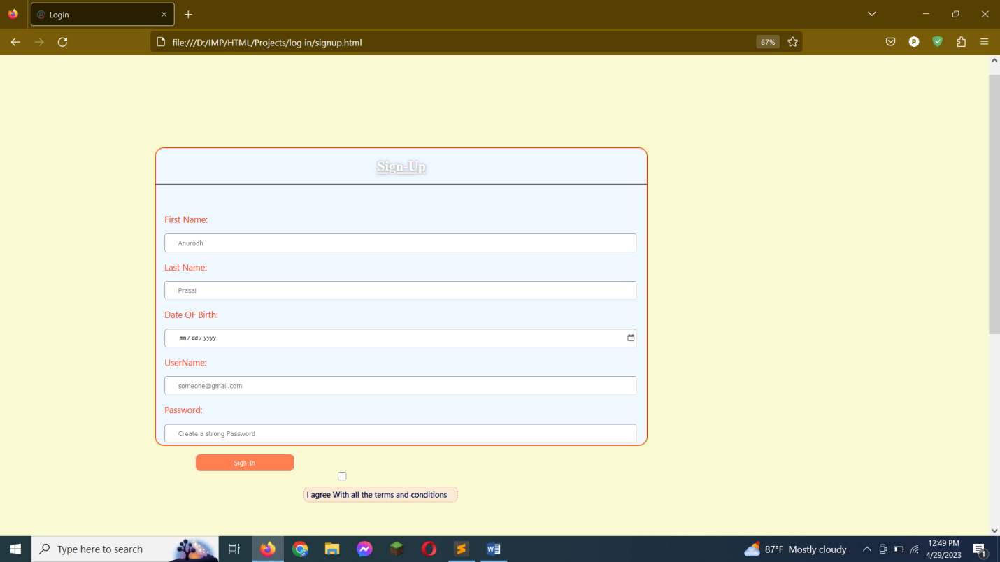 Login
file:///D:/IMP/HTML/Projects/log in/signup.html
67%
P
Sign-Up
First Name:
Anurodh
Last Name:
Prasai
Date OF Birth:
mm / dd / yyyy
UserName:
someone@gmail.com
Password:
Create a strong Password
Sign-In
I agree With all the terms and conditions
Type here to search
87°F Mostly cloudy
12:49 PM
4/29/2023
1